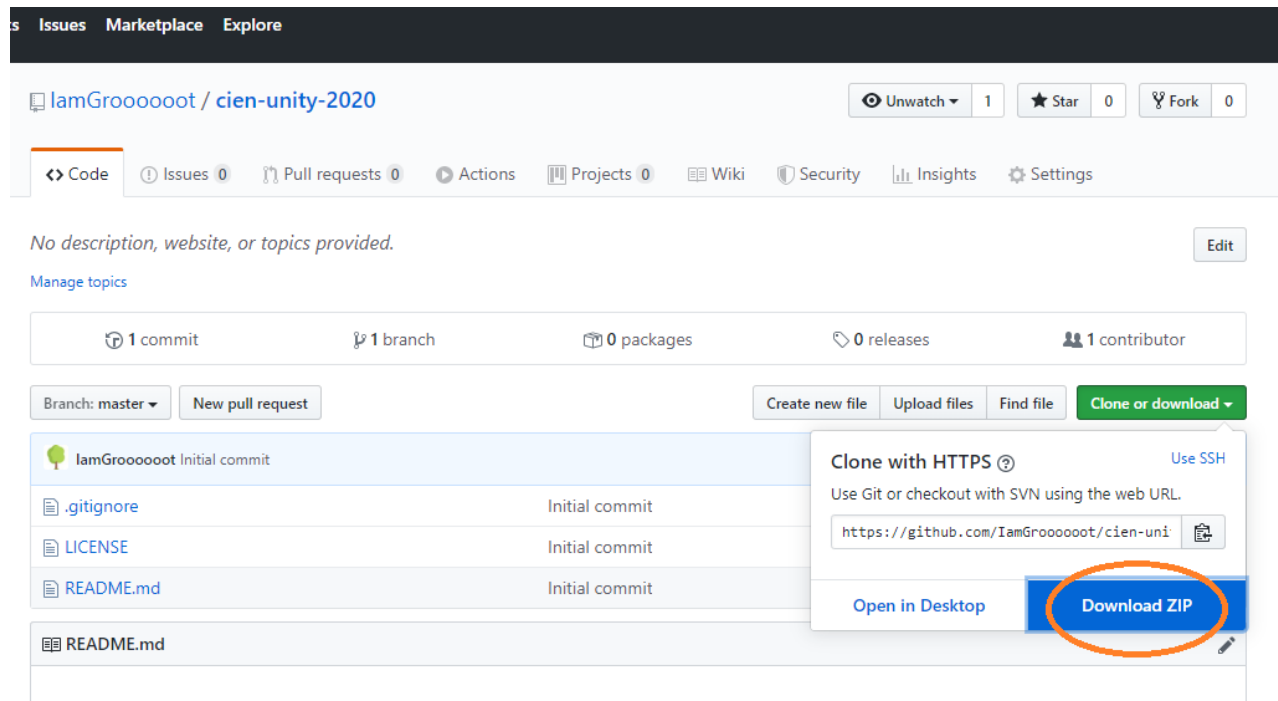 s Issues Marketplace Explore
IamGroooooot / cien-unity-2020
Unwatch 1 Star 0 Fork 0
Code Issues 0 Pull requests 0 Actions Projects 0 Wiki Security Insights Settings
No description, website, or topics provided.
Edit
Manage topics
1 commit 1 branch 0 packages 0 releases 1 contributor
Branch: master New pull request Create new file Upload files Find file Clone or download
IamGroooooot Initial commit
Clone with HTTPS ? Use SSH
Use Git or checkout with SVN using the web URL.
.gitignore Initial commit
https://github.com/IamGroooooot/cien-uni
LICENSE Initial commit
README.md Initial commit
Open in Desktop Download ZIP
README.md